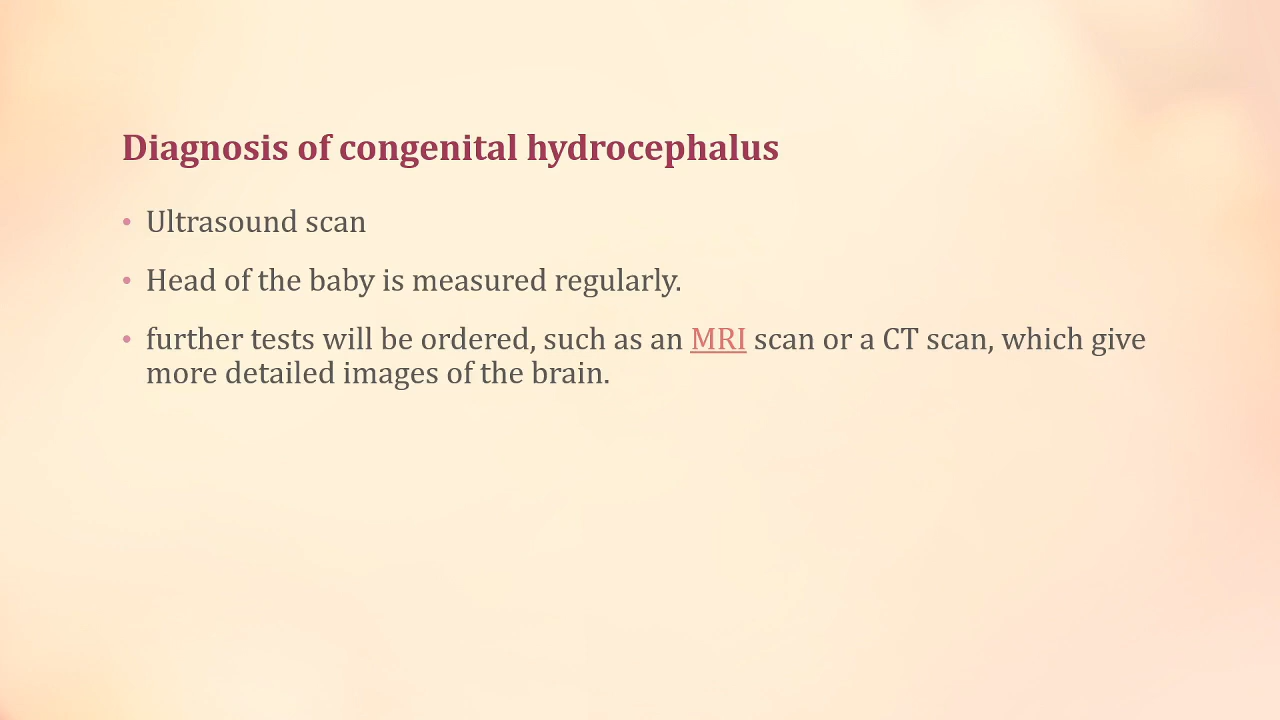 Diagnosis of congenital hydrocephalus
• Ultrasound scan
• Head of the baby is measured regularly.
• further tests will be ordered, such as an MRI scan or a CT scan, which give
more detailed images of the brain.